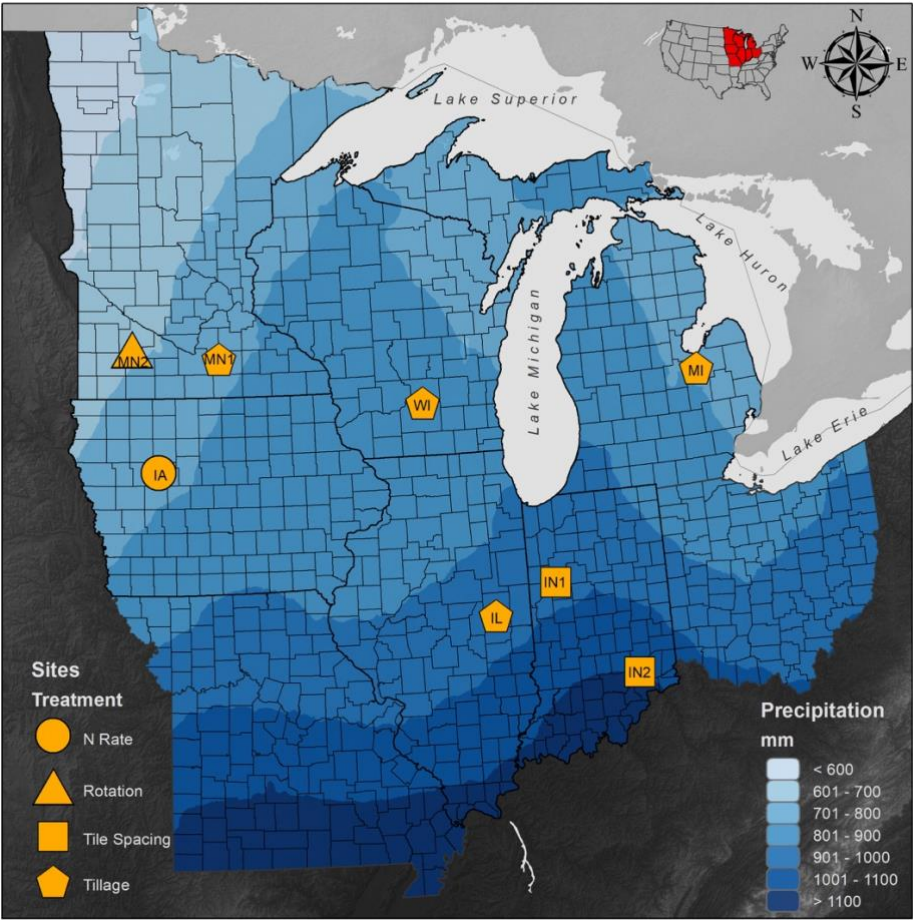 N
W E
S
Lake Superior
Lake Huron
Lake Michigan
Lake Erie
MN2
MN1
MI
WI
IA
IN1
IL
IN2
Sites
Treatment
N Rate
Rotation
Tile Spacing
Tillage
Precipitation
mm
< 600
601 - 700
701 - 800
801 - 900
901 - 1000
1001 - 1100
> 1100